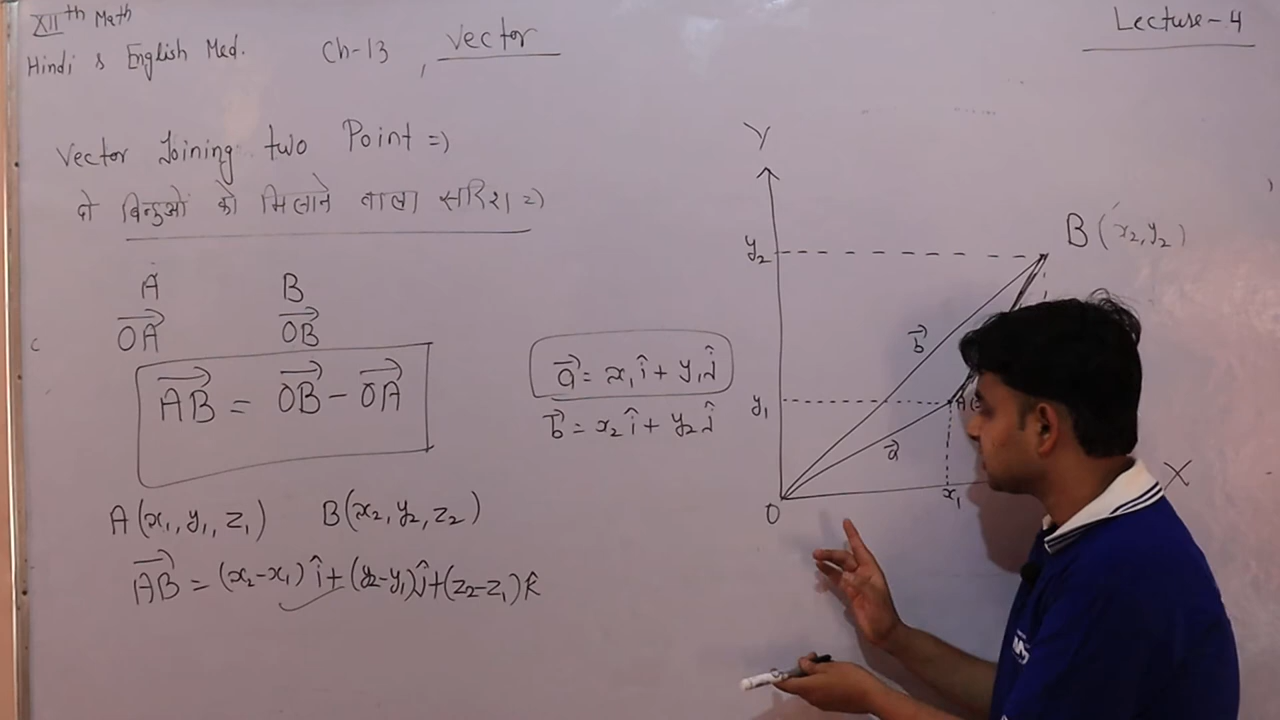 XIIth Math
Lecture-4
Hindi & English Med.
Ch-13, Vector
Vector Joining two Point =)
दो बिन्दुओं को मिलाने वाला सदिश =)
A B
OA→ OB→
AB→ = OB→ - OA→
a→ = x₁î + y₁ĵ
b→ = x₂î + y₂ĵ
A(x₁, y₁, z₁) B(x₂, y₂, z₂)
AB→ = (x₂-x₁)î + (y₂-y₁)ĵ + (z₂-z₁)k̂
Y
B(x₂, y₂)
y₂
b→
y₁
A(
a→
X
x₁
O